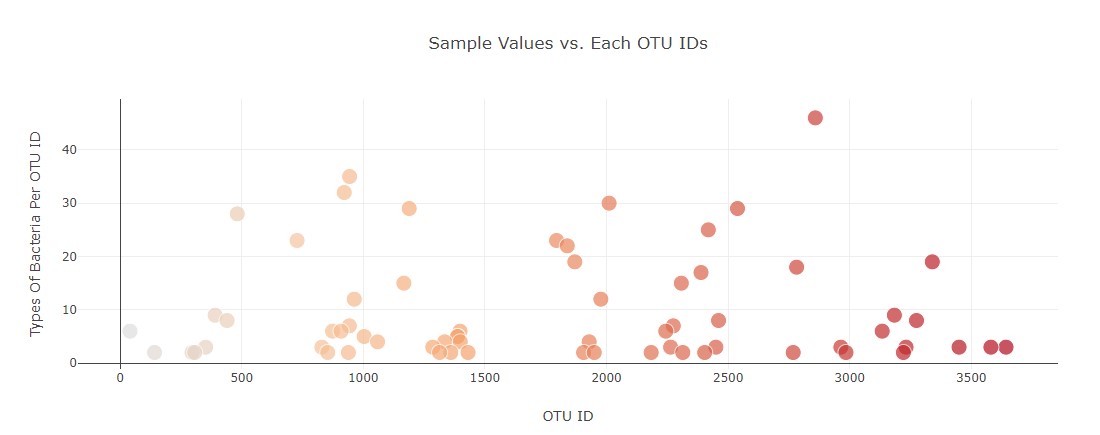 Sample Values vs. Each OTU IDs
Types Of Bacteria Per OTU ID
40
30
20
10
0
0 500 1000 1500 2000 2500 3000 3500
OTU ID